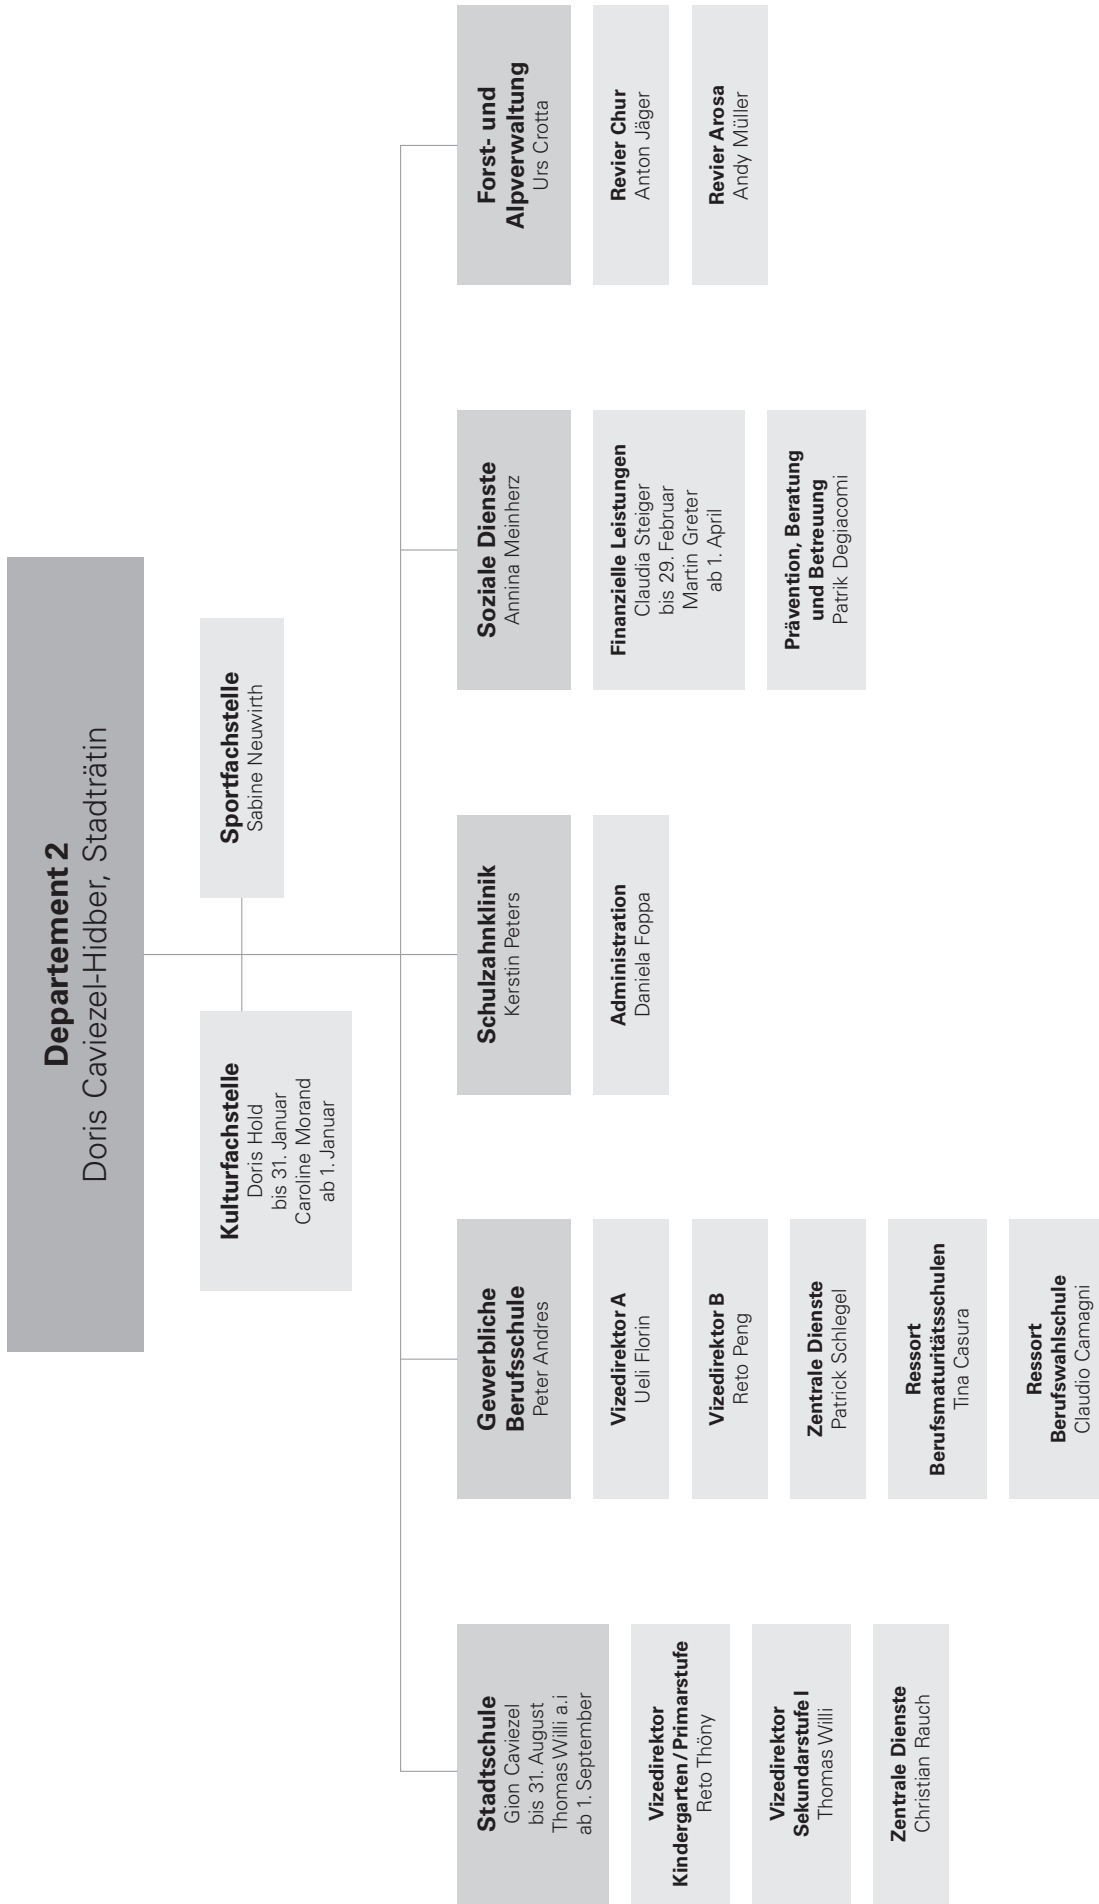 Departement 2
Doris Caviezel-Hidber, Stadträtin
Kulturfachstelle
Doris Hold
bis 31. Januar
Caroline Morand
ab 1. Januar
Sportfachstelle
Sabine Neuwirth
Stadtschule
Gion Caviezel
bis 31. August
Thomas Willi a.i
ab 1. September
Vizedirektor
Kindergarten/Primarstufe
Reto Thöny
Vizedirektor
Sekundarstufe I
Thomas Willi
Zentrale Dienste
Christian Rauch
Gewerbliche
Berufsschule
Peter Andres
Vizedirektor A
Ueli Florin
Vizedirektor B
Reto Peng
Zentrale Dienste
Patrick Schlegel
Ressort
Berufsmaturitätsschulen
Tina Casura
Ressort
Berufswahlschule
Claudio Camagni
Schulzahnklinik
Kerstin Peters
Administration
Daniela Foppa
Soziale Dienste
Annina Meinherz
Finanzielle Leistungen
Claudia Steiger
bis 29. Februar
Martin Greter
ab 1. April
Prävention, Beratung
und Betreuung
Patrik Degiacomi
Forst- und
Alpverwaltung
Urs Crotta
Revier Chur
Anton Jäger
Revier Arosa
Andy Müller